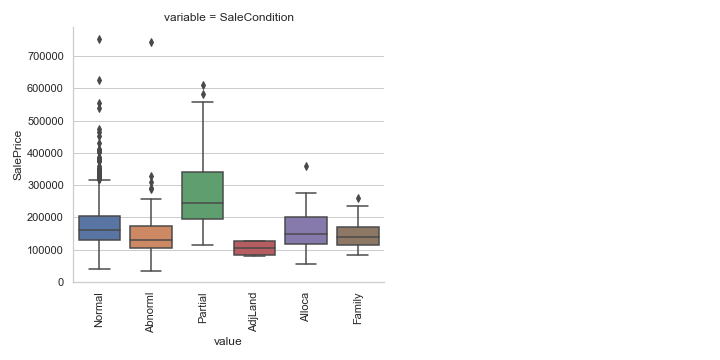 variable = SaleCondition
SalePrice
700000
600000
500000
400000
300000
200000
100000
0
Normal
Abnorml
Partial
AdjLand
Alloca
Family
value